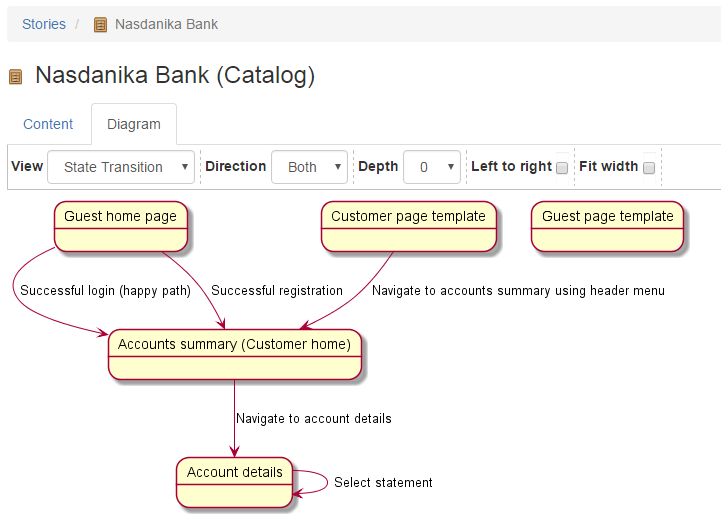 Stories / Nasdanika Bank
Nasdanika Bank (Catalog)
Content Diagram
View State Transition Direction Both Depth 0 Left to right Fit width
Guest home page Customer page template Guest page template
Successful login (happy path) Successful registration Navigate to accounts summary using header menu
Accounts summary (Customer home)
Navigate to account details
Account details
Select statement